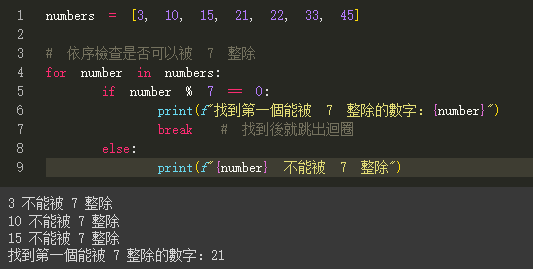 1 numbers = [3, 10, 15, 21, 22, 33, 45]
2
3 # 依序檢查是否可以被 7 整除
4 for number in numbers:
5 if number % 7 == 0:
6 print(f"找到第一個能被 7 整除的數字: {number}")
7 break # 找到後就跳出迴圈
8 else:
9 print(f"{number} 不能被 7 整除")
3 不能被 7 整除
10 不能被 7 整除
15 不能被 7 整除
找到第一個能被 7 整除的數字: 21